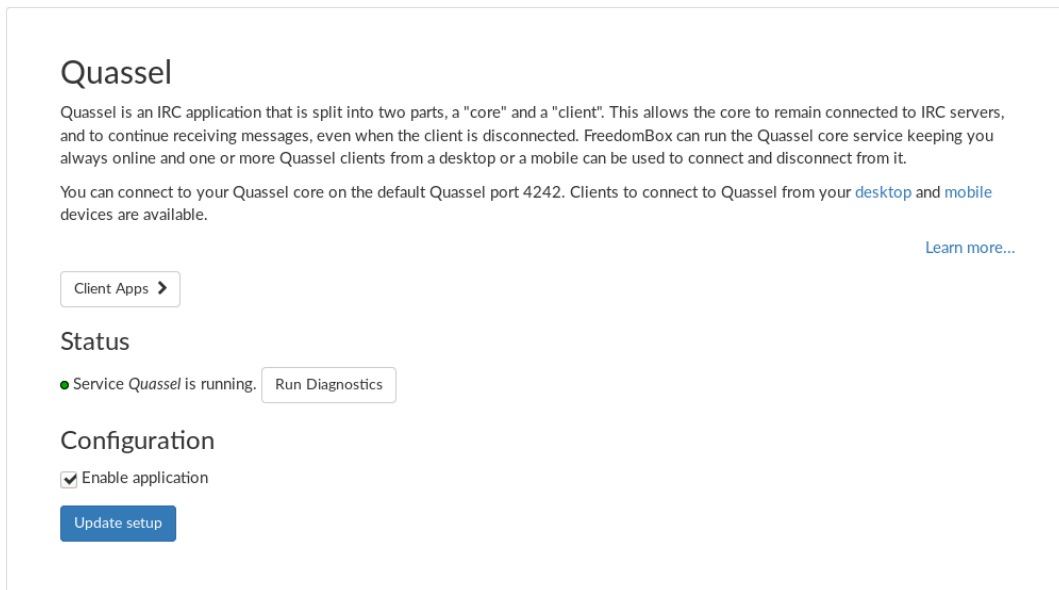 Quassel
Quassel is an IRC application that is split into two parts, a "core" and a "client". This allows the core to remain connected to IRC servers,
and to continue receiving messages, even when the client is disconnected. FreedomBox can run the Quassel core service keeping you
always online and one or more Quassel clients from a desktop or a mobile can be used to connect and disconnect from it.
You can connect to your Quassel core on the default Quassel port 4242. Clients to connect to Quassel from your desktop and mobile
devices are available.
Learn more...
Client Apps
Status
Service Quassel is running. Run Diagnostics
Configuration
Enable application
Update setup